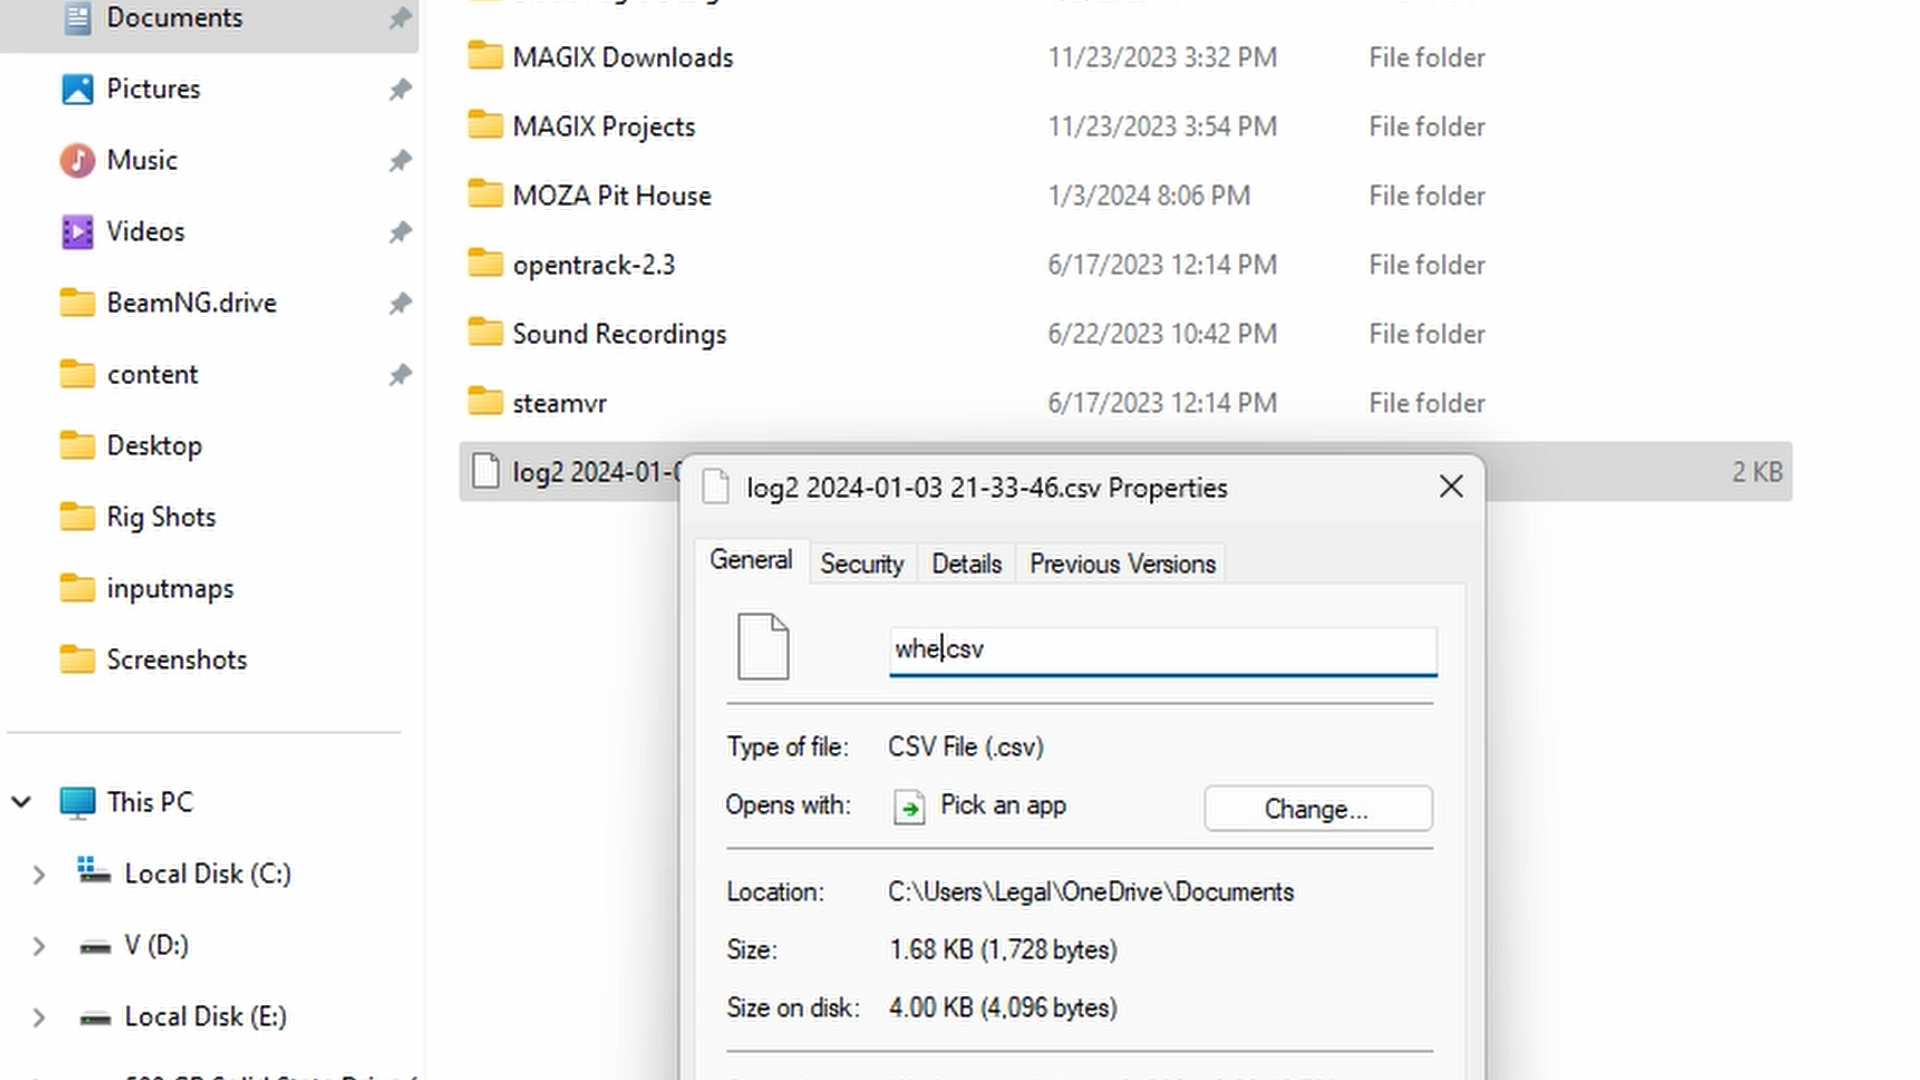 Documents
Pictures
Music
Videos
BeamNG.drive
content
Desktop
Rig Shots
inputmaps
Screenshots
This PC
Local Disk (C:)
V (D:)
Local Disk (E:)
MAGIX Downloads 11/23/2023 3:32 PM File folder
MAGIX Projects 11/23/2023 3:54 PM File folder
MOZA Pit House 1/3/2024 8:06 PM File folder
opentrack-2.3 6/17/2023 12:14 PM File folder
Sound Recordings 6/22/2023 10:42 PM File folder
steamvr 6/17/2023 12:14 PM File folder
log2 2024-01-0 2 KB
log2 2024-01-03 21-33-46.csv Properties
General Security Details Previous Versions
whe.csv
Type of file: CSV File (.csv)
Opens with: Pick an app Change...
Location: C:\Users\Legal\OneDrive\Documents
Size: 1.68 KB (1,728 bytes)
Size on disk: 4.00 KB (4,096 bytes)